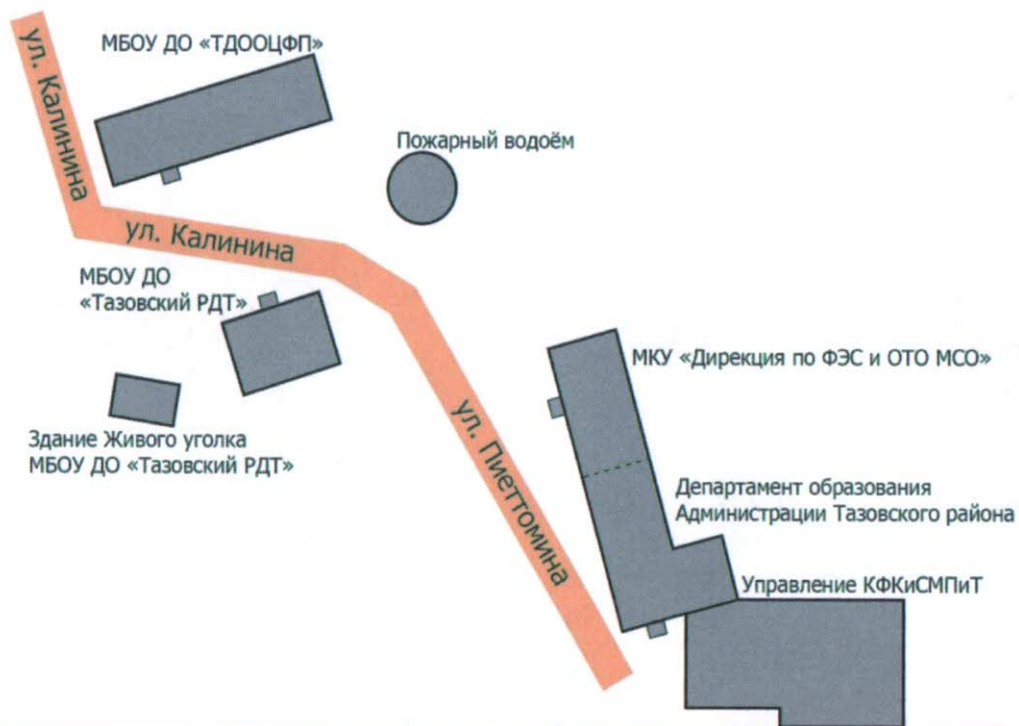 МБОУ ДО «ТДООЦФП»
ул. Калинина
Пожарный водоём
ул. Калинина
МБОУ ДО
«Тазовский РДТ»
МКУ «Дирекция по ФЭС и ОТО МСО»
Здание Живого уголка
МБОУ ДО «Тазовский РДТ»
ул. Пиеттомина
Департамент образования
Администрации Тазовского района
Управление КФКиСМПиТ